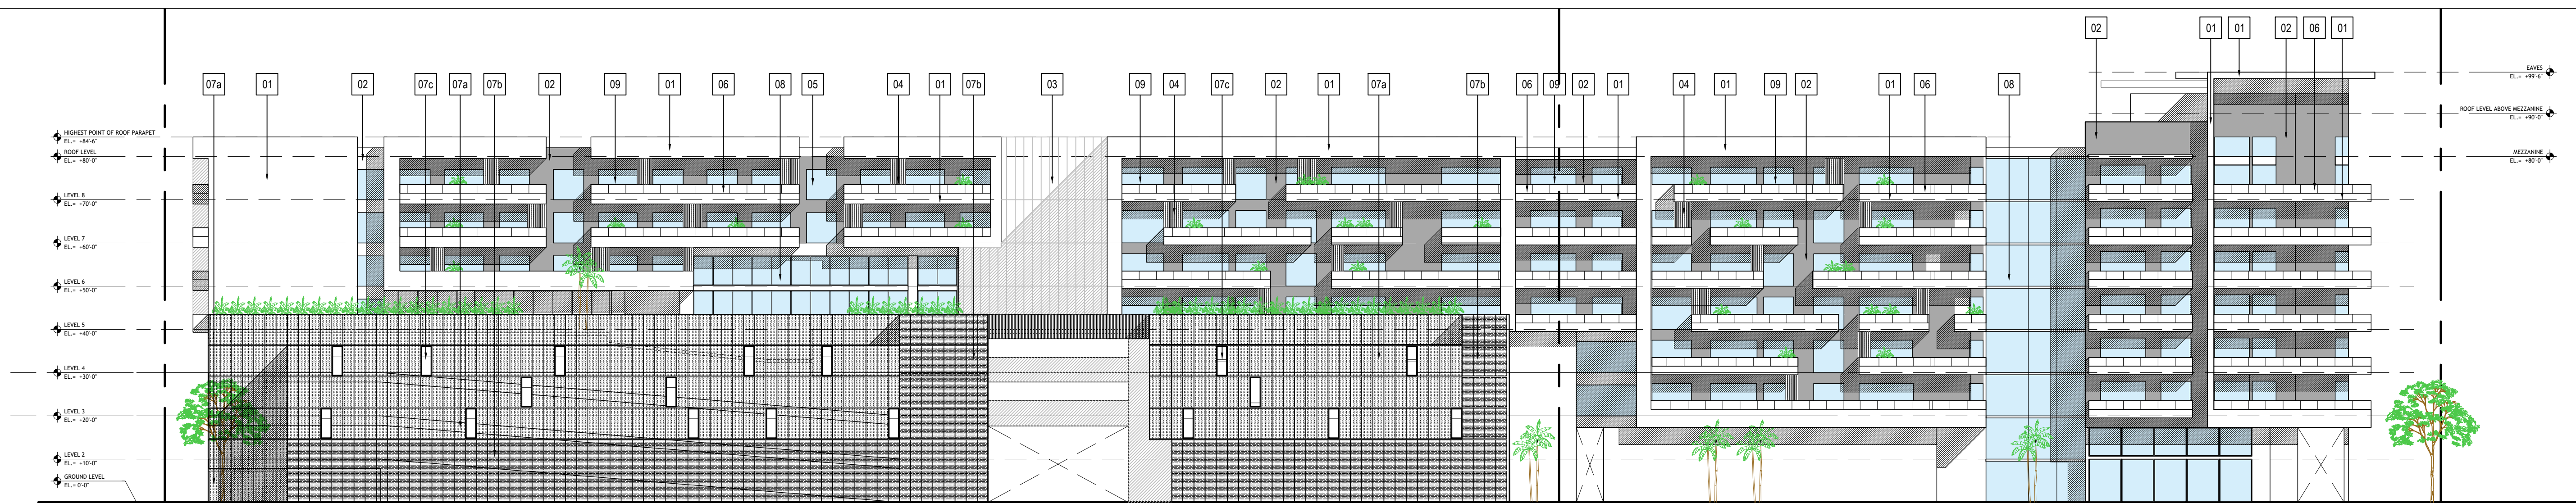 02
01
01
02
06
01
EAVES
EL.= +99'-6"
07a
01
02
07c
07a
07b
02
09
01
06
08
05
04
01
07b
03
09
04
07c
02
01
07a
07b
06
09
02
01
04
01
09
02
01
06
08
ROOF LEVEL ABOVE MEZZANINE
EL.= +90'-0"
HIGHEST POINT OF ROOF PARAPET
EL.= +84'-6"
ROOF LEVEL
EL.= +80'-0"
MEZZANINE
EL.= +80'-0"
LEVEL 8
EL.= +70'-0"
LEVEL 7
EL.= +60'-0"
LEVEL 6
EL.= +50'-0"
LEVEL 5
EL.= +40'-0"
LEVEL 4
EL.= +30'-0"
LEVEL 3
EL.= +20'-0"
LEVEL 2
EL.= +10'-0"
GROUND LEVEL
EL.= 0'-0"